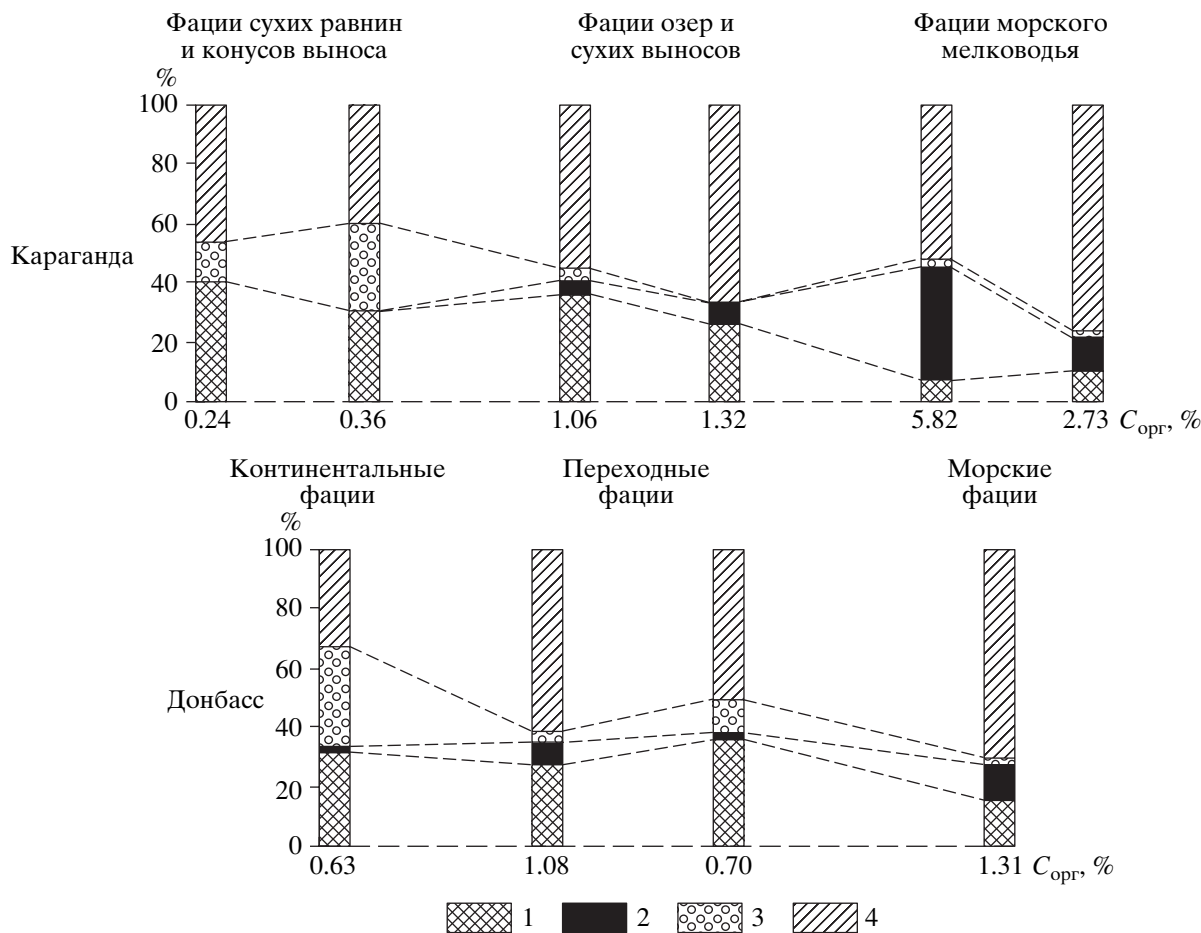 Фации сухих равнин
и конусов выноса
Фации озер и
сухих выносов
Фации морского
мелководья
%
100
80
60
40
20
0
Караганда
0.24
0.36
1.06
1.32
5.82
2.73
Cорг, %
Континентальные
фации
Переходные
фации
Морские
фации
%
100
80
60
40
20
0
Донбасс
0.63
1.08
0.70
1.31
Cорг, %
1
2
3
4